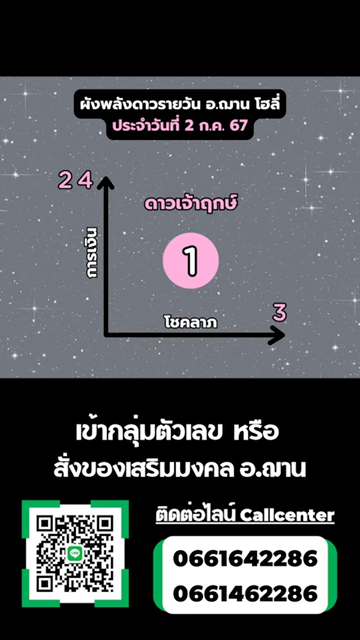 ผังพลังดาวรายวัน อ.ฌาน โฮลี่
ประจำวันที่ 2 ก.ค. 67
2 4
ดาวเจ้าฤกษ์
การเงิน
1
3
โชคลาภ
เข้ากลุ่มตัวเลข หรือ
สั่งของเสริมมงคล อ.ฌาน
ติดต่อไลน์ Callcenter
0661642286
0661462286
LINE